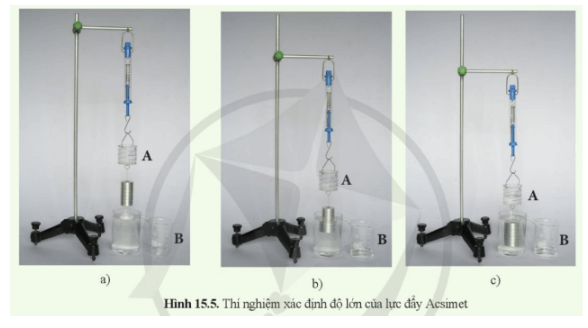 A
B
A
B
A
B
a)
b)
c)
Hình 15.5. Thí nghiệm xác định độ lớn của lực đẩy Acsimet